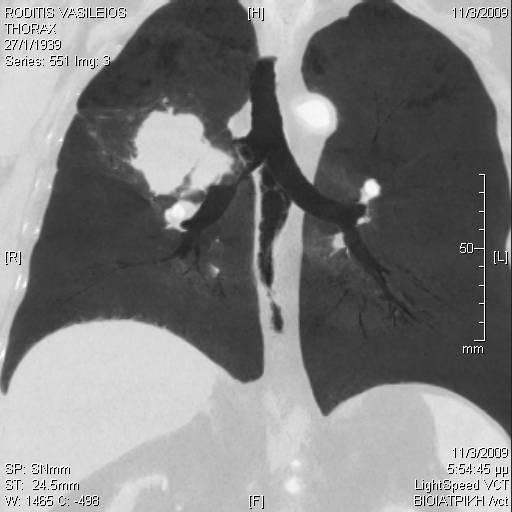 RODITIS VASILEIOS
THORAX
27/1/1939
Series: 551 Img: 3
[H]
11/3/2009
[R]
[L]
50
mm
SP: SNmm
ST: 24.5mm
W: 1465 C: -498
[F]
11/3/2009
5:54:45 μμ
LightSpeed VCT
ΒΙΟΙΑΤΡΙΚΗ Αct